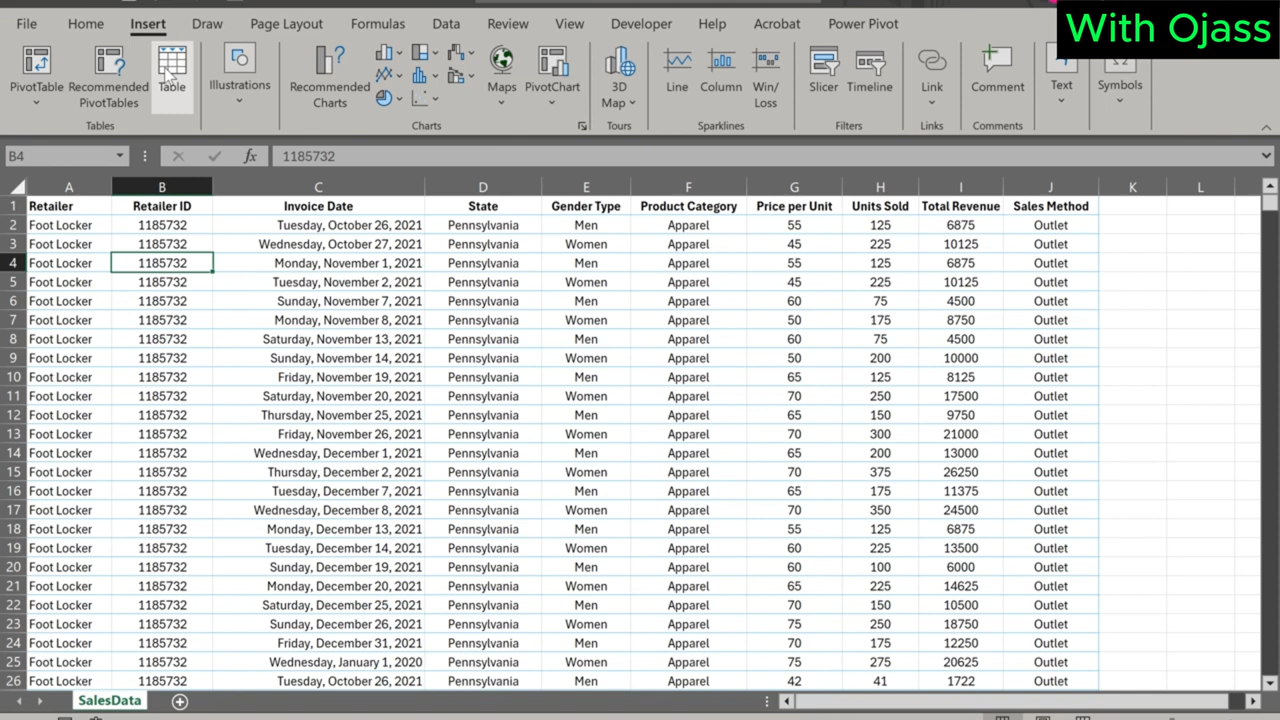 With Ojass
File Home Insert Draw Page Layout Formulas Data Review View Developer Help Acrobat Power Pivot
PivotTable Recommended PivotTables Table Illustrations Recommended Charts Maps PivotChart 3D Map Line Column Win/Loss Slicer Timeline Link Comment Text Symbols
Tables Charts Tours Sparklines Filters Links Comments
B4 fx 1185732
A B C D E F G H I J K L
1 Retailer Retailer ID Invoice Date State Gender Type Product Category Price per Unit Units Sold Total Revenue Sales Method
2 Foot Locker 1185732 Tuesday, October 26, 2021 Pennsylvania Men Apparel 55 125 6875 Outlet
3 Foot Locker 1185732 Wednesday, October 27, 2021 Pennsylvania Women Apparel 45 225 10125 Outlet
4 Foot Locker 1185732 Monday, November 1, 2021 Pennsylvania Men Apparel 55 125 6875 Outlet
5 Foot Locker 1185732 Tuesday, November 2, 2021 Pennsylvania Women Apparel 45 225 10125 Outlet
6 Foot Locker 1185732 Sunday, November 7, 2021 Pennsylvania Men Apparel 60 75 4500 Outlet
7 Foot Locker 1185732 Monday, November 8, 2021 Pennsylvania Women Apparel 50 175 8750 Outlet
8 Foot Locker 1185732 Saturday, November 13, 2021 Pennsylvania Men Apparel 60 75 4500 Outlet
9 Foot Locker 1185732 Sunday, November 14, 2021 Pennsylvania Women Apparel 50 200 10000 Outlet
10 Foot Locker 1185732 Friday, November 19, 2021 Pennsylvania Men Apparel 65 125 8125 Outlet
11 Foot Locker 1185732 Saturday, November 20, 2021 Pennsylvania Women Apparel 70 250 17500 Outlet
12 Foot Locker 1185732 Thursday, November 25, 2021 Pennsylvania Men Apparel 65 150 9750 Outlet
13 Foot Locker 1185732 Friday, November 26, 2021 Pennsylvania Women Apparel 70 300 21000 Outlet
14 Foot Locker 1185732 Wednesday, December 1, 2021 Pennsylvania Men Apparel 65 200 13000 Outlet
15 Foot Locker 1185732 Thursday, December 2, 2021 Pennsylvania Women Apparel 70 375 26250 Outlet
16 Foot Locker 1185732 Tuesday, December 7, 2021 Pennsylvania Men Apparel 65 175 11375 Outlet
17 Foot Locker 1185732 Wednesday, December 8, 2021 Pennsylvania Women Apparel 70 350 24500 Outlet
18 Foot Locker 1185732 Monday, December 13, 2021 Pennsylvania Men Apparel 55 125 6875 Outlet
19 Foot Locker 1185732 Tuesday, December 14, 2021 Pennsylvania Women Apparel 60 225 13500 Outlet
20 Foot Locker 1185732 Sunday, December 19, 2021 Pennsylvania Men Apparel 60 100 6000 Outlet
21 Foot Locker 1185732 Monday, December 20, 2021 Pennsylvania Women Apparel 65 225 14625 Outlet
22 Foot Locker 1185732 Saturday, December 25, 2021 Pennsylvania Men Apparel 70 150 10500 Outlet
23 Foot Locker 1185732 Sunday, December 26, 2021 Pennsylvania Women Apparel 75 250 18750 Outlet
24 Foot Locker 1185732 Friday, December 31, 2021 Pennsylvania Men Apparel 70 175 12250 Outlet
25 Foot Locker 1185732 Wednesday, January 1, 2020 Pennsylvania Women Apparel 75 275 20625 Outlet
26 Foot Locker 1185732 Tuesday, October 26, 2021 Pennsylvania Men Apparel 42 41 1722 Outlet
SalesData